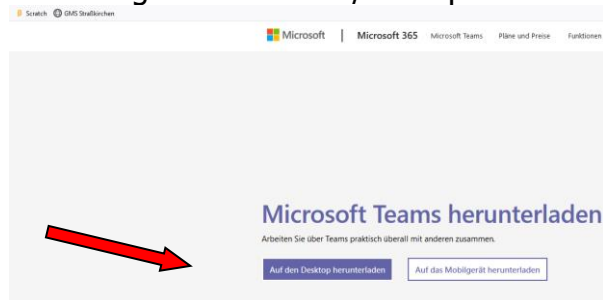 Scratch GMS Straßkirchen
Microsoft | Microsoft 365 Microsoft Teams Pläne und Preise Funktionen
Microsoft Teams herunterladen
Arbeiten Sie über Teams praktisch überall mit anderen zusammen.
Auf den Desktop herunterladen Auf das Mobilgerät herunterladen